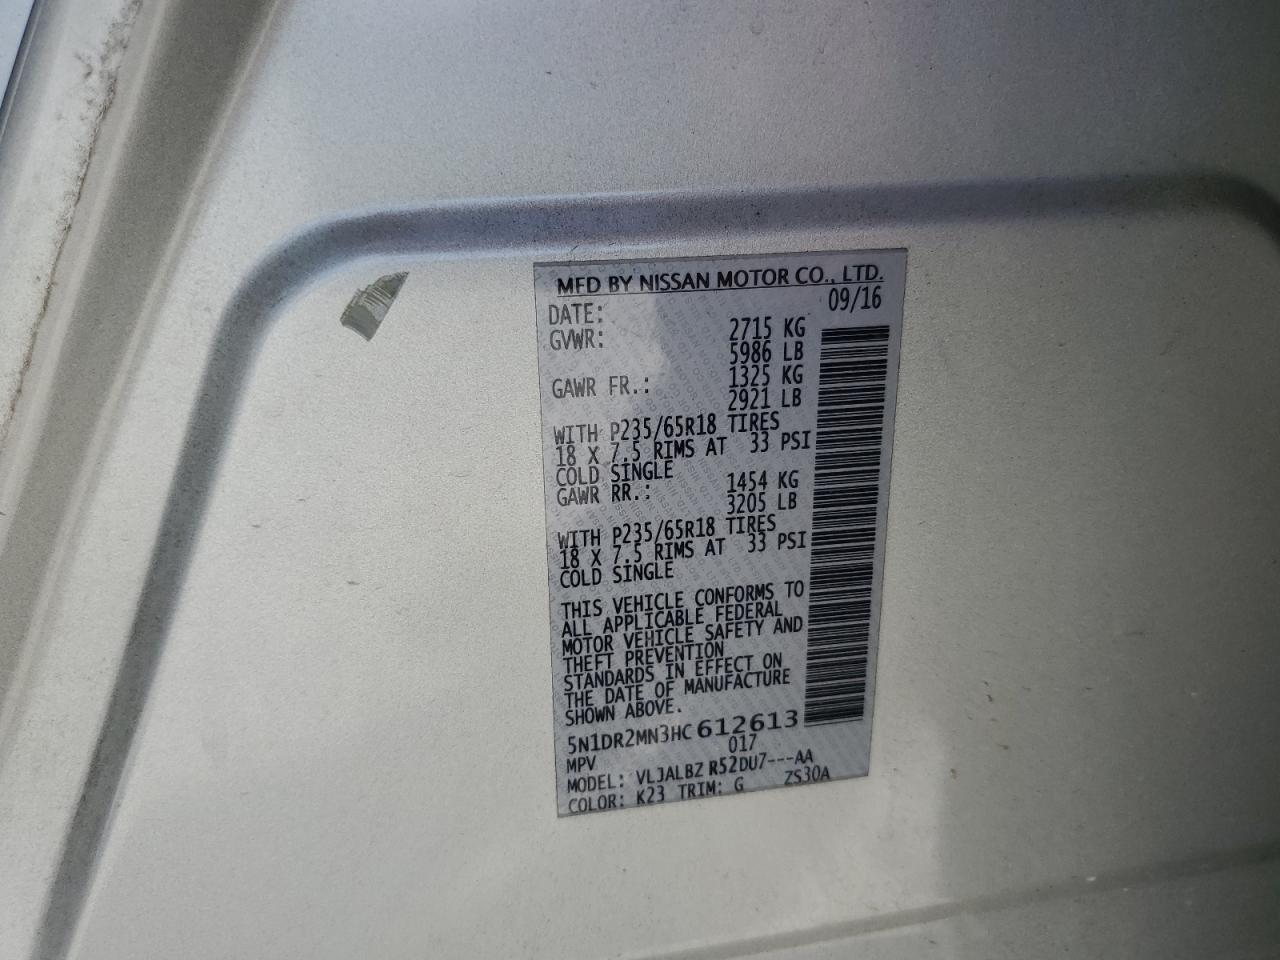 MFD BY NISSAN MOTOR CO., LTD.
DATE: 09/16
GVWR: 2715 KG
5986 LB
GAWR FR.: 1325 KG
2921 LB
WITH P235/65R18 TIRES
18 X 7.5 RIMS AT 33 PSI
COLD SINGLE
GAWR RR.: 1454 KG
3205 LB
WITH P235/65R18 TIRES
18 X 7.5 RIMS AT 33 PSI
COLD SINGLE
THIS VEHICLE CONFORMS TO
ALL APPLICABLE FEDERAL
MOTOR VEHICLE SAFETY AND
THEFT PREVENTION
STANDARDS IN EFFECT ON
THE DATE OF MANUFACTURE
SHOWN ABOVE.
5N1DR2MN3HC612613
MPV 017
MODEL: VLJALBZ R52DU7---AA
COLOR: K23 TRIM: G ZS30A